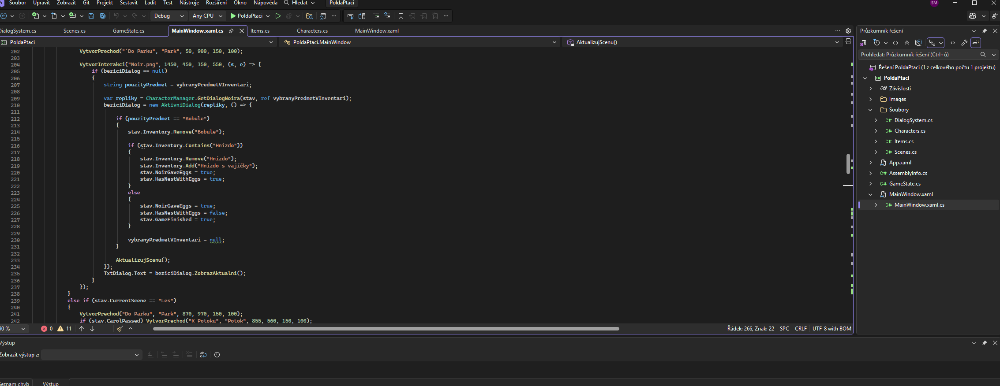 Soubor Upravit Zobrazit Git Projekt Sestavit Ladit Test Nástroje Rozšíření Okno Nápověda Hledat PoldaPtaci SM
Debug Any CPU PoldaPtaci
DialogSystem.cs Scenes.cs GameState.cs MainWindow.xaml.cs Items.cs Characters.cs MainWindow.xaml
PoldaPtaci PoldaPtaci.MainWindow AktualizujScenu()
202 VytvorPrechod("´Do Parku", "Park", 50, 900, 150, 100);
203
204 VytvorInterakci("Noir.png", 1450, 450, 350, 550, (s, e) => {
205 if (beziciDialog == null)
206 {
207 string pouzityPredmet = vybranyPredmetVInventari;
208
209 var repliky = CharacterManager.GetDialogNoira(stav, ref vybranyPredmetVInventari);
210 beziciDialog = new AktivniDialog(repliky, () => {
211
212 if (pouzityPredmet == "Bobule")
213 {
214 stav.Inventory.Remove("Bobule");
215
216 if (stav.Inventory.Contains("Hnízdo"))
217 {
218 stav.Inventory.Remove("Hnízdo");
219 stav.Inventory.Add("Hnízdo s vajíčky");
220 stav.NoirGaveEggs = true;
221 stav.HasNestWithEggs = true;
222 }
223 else
224 {
225 stav.NoirGaveEggs = true;
226 stav.HasNestWithEggs = false;
227 stav.GameFinished = true;
228 }
229
230 vybranyPredmetVInventari = null;
231 }
232
233 AktualizujScenu();
234 });
235 TxtDialog.Text = beziciDialog.ZobrazAktualni();
236 }
237 });
238 }
239 else if (stav.CurrentScene == "Les")
240 {
241 VytvorPrechod("Do Parku", "Park", 870, 970, 150, 100);
242 if (stav.CarolPassed) VytvorPrechod("K Potoku", "Potok", 855, 560, 150, 100);
90 % 0 11 Řádek: 266, Znak: 22 SPC CRLF UTF-8 with BOM
Výstup
Zobrazit výstup z:
Seznam chyb Výstup
Průzkumník řešení
Prohledat: Průzkumník řešení (Ctrl+ů)
Řešení PoldaPtaci (1 z celkového počtu 1 projektu)
C# PoldaPtaci
Závislosti
Images
Soubory
C# DialogSystem.cs
C# Characters.cs
C# Items.cs
C# Scenes.cs
App.xaml
C# AssemblyInfo.cs
C# GameState.cs
MainWindow.xaml
C# MainWindow.xaml.cs